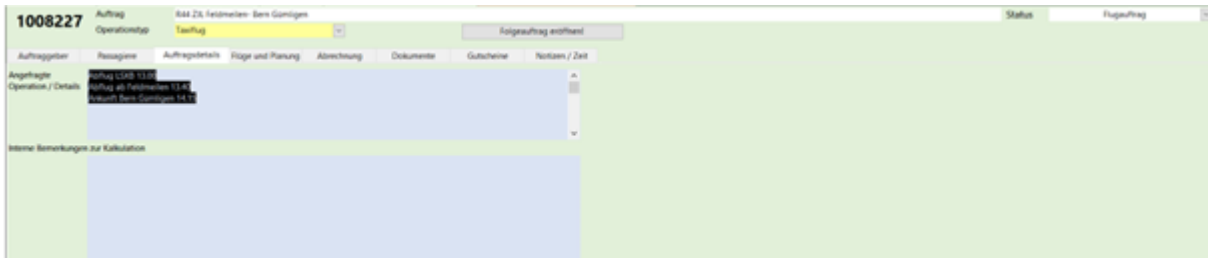 1008227
Auftrag
R44 ZIL Feldmeilen- Bern Gümligen
Status
Flugauftrag
Operationstyp
Taxiflug
Folgeauftrag eröffnen!
Auftraggeber
Passagiere
Auftragsdetails
Flüge und Planung
Abrechnung
Dokumente
Gutscheine
Notizen / Zeit
Angefragte
Operation / Details
Abflug LSXB 13.00
Abflug ab Feldmeilen 13.40
Ankunft Bern Gümligen 14.15
Interne Bemerkungen zur Kalkulation